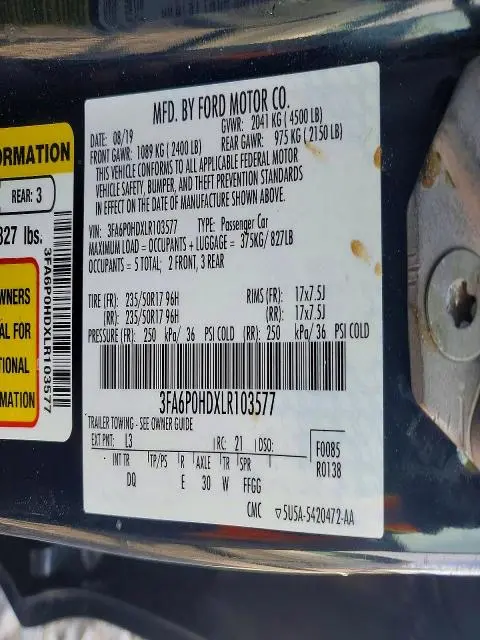 ORMATION
REAR: 3
827 lbs.
WNERS
AL FOR
TIONAL
MATION
3FA6P0HDXLR103577
MFD. BY FORD MOTOR CO.
DATE: 08/19 GVWR: 2041 KG ( 4500 LB)
FRONT GAWR: 1089 KG ( 2400 LB) REAR GAWR: 975 KG ( 2150 LB)
THIS VEHICLE CONFORMS TO ALL APPLICABLE FEDERAL MOTOR
VEHICLE SAFETY, BUMPER, AND THEFT PREVENTION STANDARDS
IN EFFECT ON THE DATE OF MANUFACTURE SHOWN ABOVE.
VIN: 3FA6P0HDXLR103577 TYPE: Passenger Car
MAXIMUM LOAD = OCCUPANTS + LUGGAGE = 375KG/ 827LB
OCCUPANTS = 5 TOTAL; 2 FRONT, 3 REAR
TIRE (FR): 235/50R17 96H RIMS (FR): 17x7.5J
(RR): 235/50R17 96H (RR): 17x7.5J
PRESSURE (FR): 250 kPa/ 36 PSI COLD (RR): 250 kPa/ 36 PSI COLD
3FA6P0HDXLR103577
TRAILER TOWING - SEE OWNER GUIDE
EXT PNT: L3 RC: 21 DSO: F0085
R0138
INT TR TP/PS R AXLE TR SPR
DQ E 30 W FFGG
CMC ▽5U5A-5420472-AA